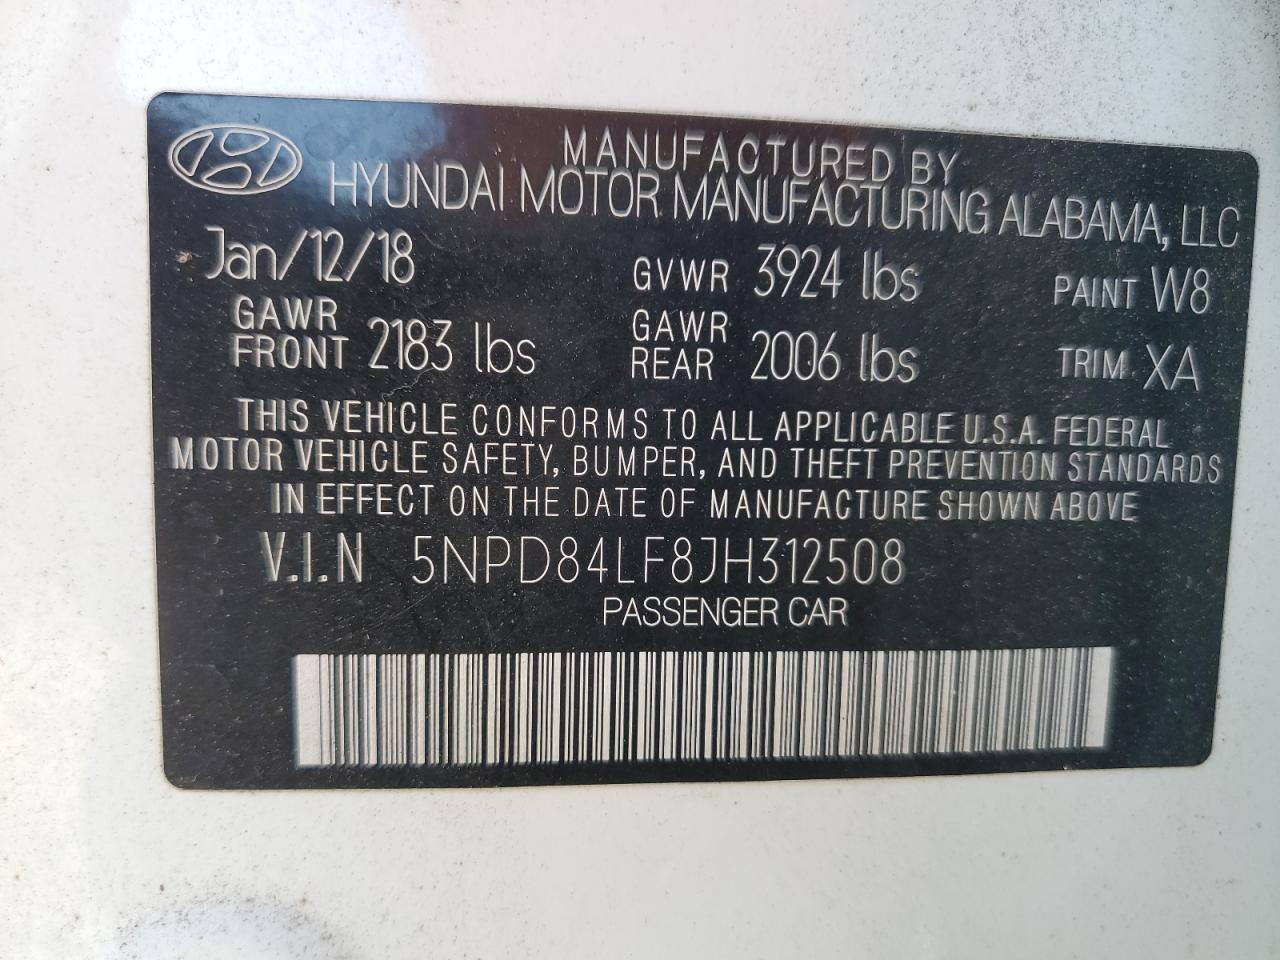 MANUFACTURED BY
HYUNDAI MOTOR MANUFACTURING ALABAMA, LLC
Jan/12/18 GVWR 3924 lbs PAINT W8
GAWR FRONT 2183 lbs GAWR REAR 2006 lbs TRIM XA
THIS VEHICLE CONFORMS TO ALL APPLICABLE U.S.A. FEDERAL
MOTOR VEHICLE SAFETY, BUMPER, AND THEFT PREVENTION STANDARDS
IN EFFECT ON THE DATE OF MANUFACTURE SHOWN ABOVE
V.I.N 5NPD84LF8JH312508
PASSENGER CAR